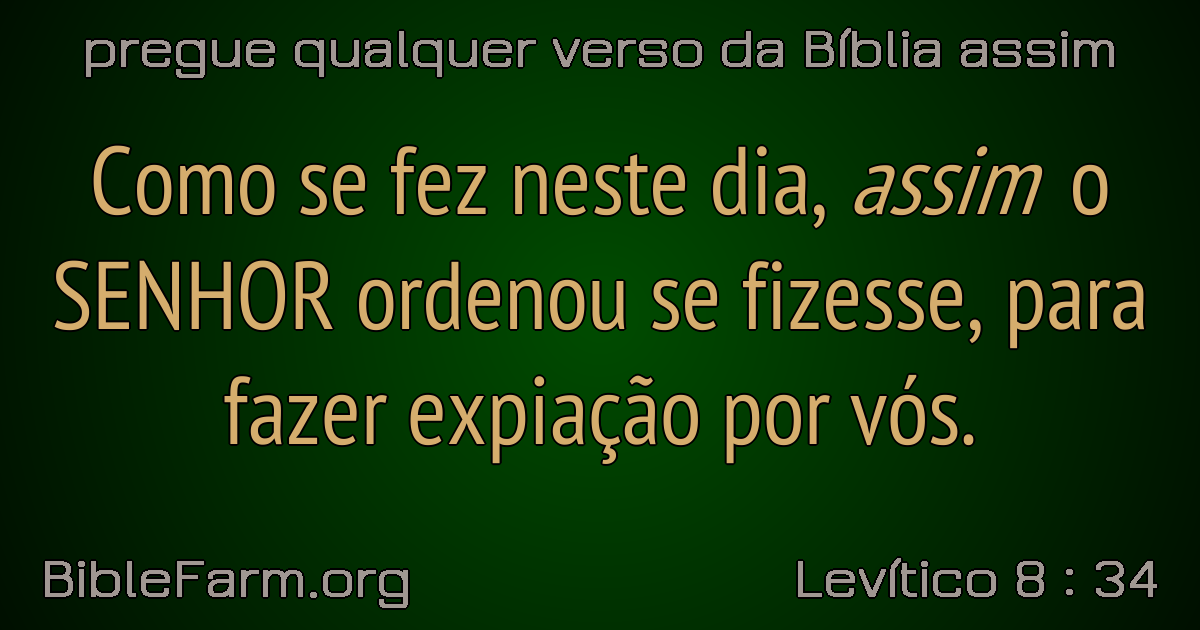 pregue qualquer verso da Bíblia assim
Como se fez neste dia, assim o
SENHOR ordenou se fizesse, para
fazer expiação por vós.
BibleFarm.org
Levítico 8 : 34